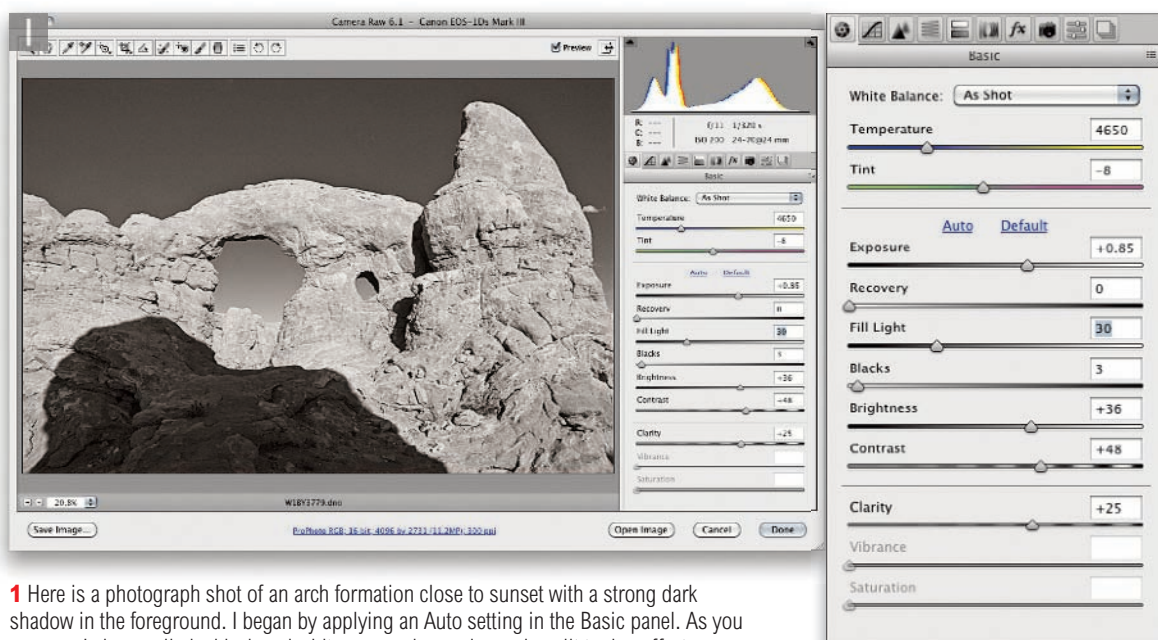 Camera Raw 6.1 – Canon EOS-1Ds Mark III
Preview
R: ---
f/11 1/320 s
ISO 200 24-70@24 mm
Basic
White Balance: As Shot
Temperature 4650
Tint -8
Auto Default
Exposure +0.85
Recovery 0
Fill Light 30
Blacks 3
Brightness +36
Contrast +48
Clarity +25
Vibrance
Saturation
20.8%
Save Image...
ProPhoto RGB; 16 bit; 4096 by 2731 (11.2MP); 300 ppi
Open Image Cancel Done
Basic
White Balance: As Shot
Temperature 4650
Tint -8
Auto Default
Exposure +0.85
Recovery 0
Fill Light 30
Blacks 3
Brightness +36
Contrast +48
Clarity +25
Vibrance
Saturation
1 Here is a photograph shot of an arch formation close to sunset with a strong dark
shadow in the foreground. I began by applying an Auto setting in the Basic panel. As you